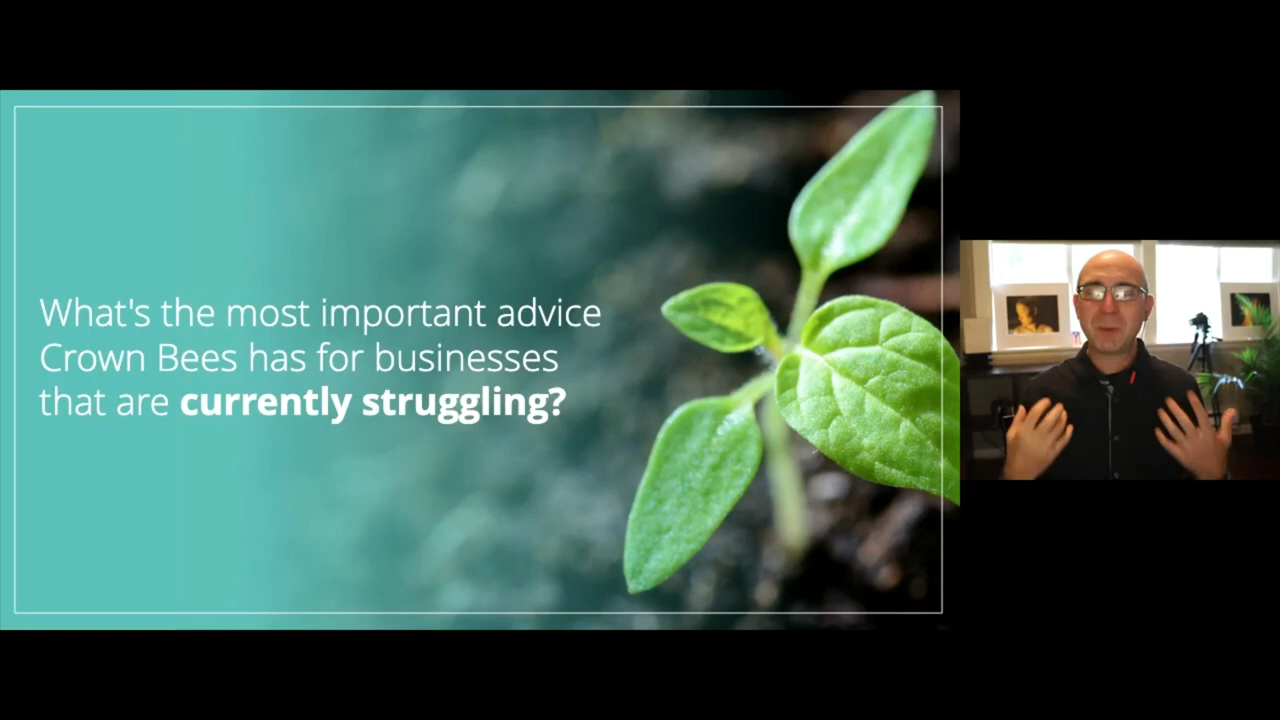 What's the most important advice
Crown Bees has for businesses
that are currently struggling?